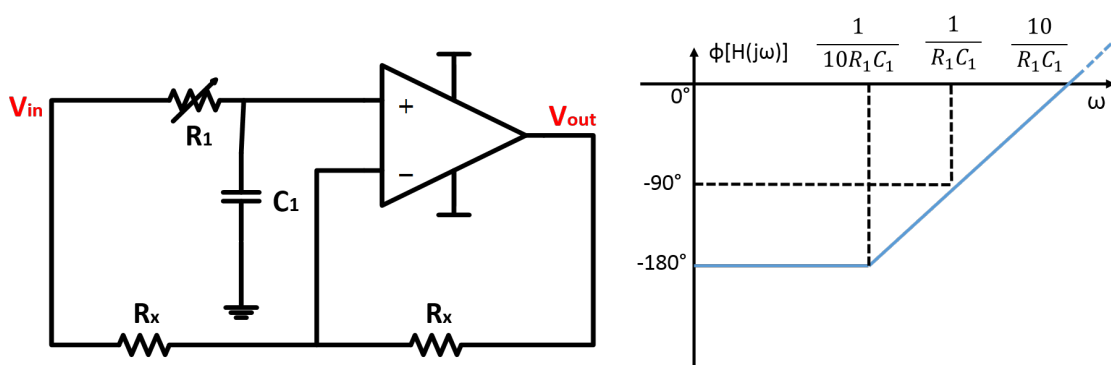 Vin
R1
C1
+
−
Vout
Rx
Rx
ϕ[H(jω)]
1
10R1C1
1
R1C1
10
R1C1
0°
ω
-90°
-180°